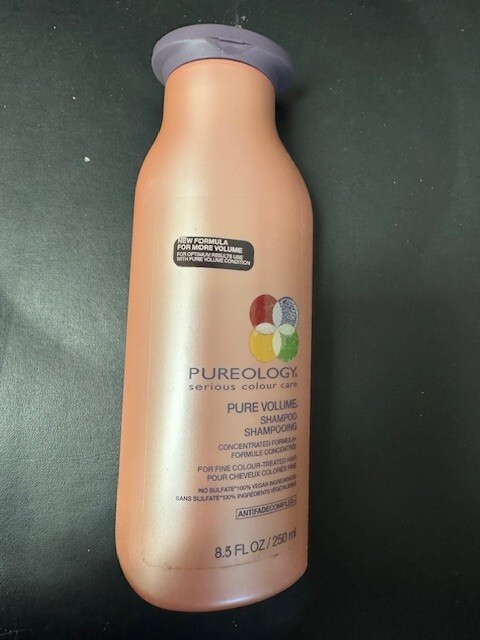 NEW FORMULA
FOR MORE VOLUME
FOR OPTIMUM RESULTS USE
WITH PURE VOLUME CONDITION
PUREOLOGY®
serious colour care
PURE VOLUME™
SHAMPOO
SHAMPOOING
CONCENTRATED FORMULA•
FORMULE CONCENTRÉE
FOR FINE COLOUR-TREATED HAIR
POUR CHEVEUX COLORÉS FINS
NO SULFATE*100% VEGAN INGREDIENTS
SANS SULFATE*100% INGRÉDIENTS VÉGÉTALIENS
ANTIFADECOMPLEX®
8.5 FL OZ / 250 ml